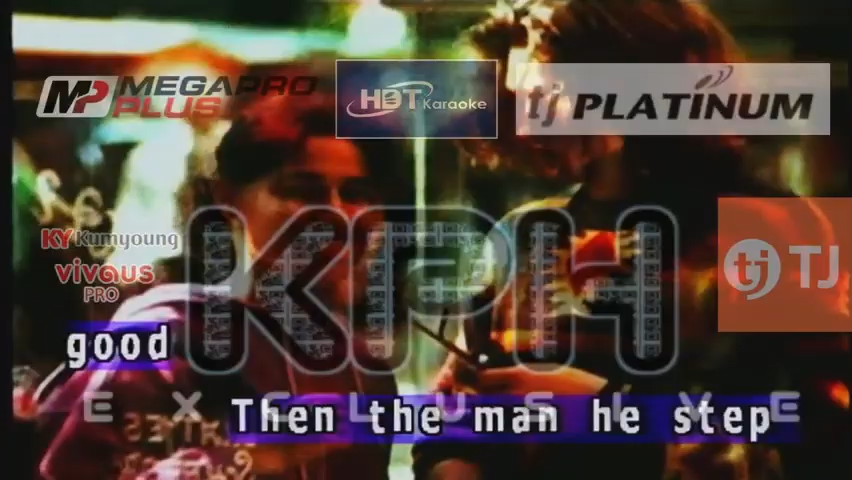 MP MEGAPRO
PLUS
HDT Karaoke
tj PLATINUM
KY Kumyoung
vivaus
PRO
tj TJ
KPH
good
EXCLUSIVE
Then the man he step